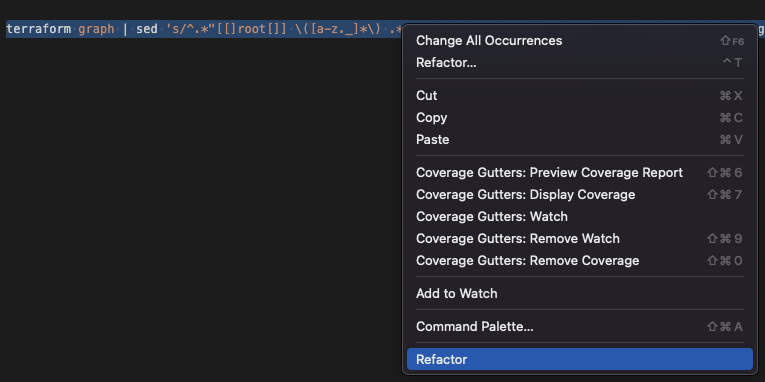 terraform graph | sed 's/^.*"[[]root[]] \([a-z._]*\) .* g
Change All Occurrences ⇧F6
Refactor... ^T
Cut ⌘X
Copy ⌘C
Paste ⌘V
Coverage Gutters: Preview Coverage Report ⇧⌘6
Coverage Gutters: Display Coverage ⇧⌘7
Coverage Gutters: Watch
Coverage Gutters: Remove Watch ⇧⌘9
Coverage Gutters: Remove Coverage ⇧⌘0
Add to Watch
Command Palette... ⇧⌘A
Refactor